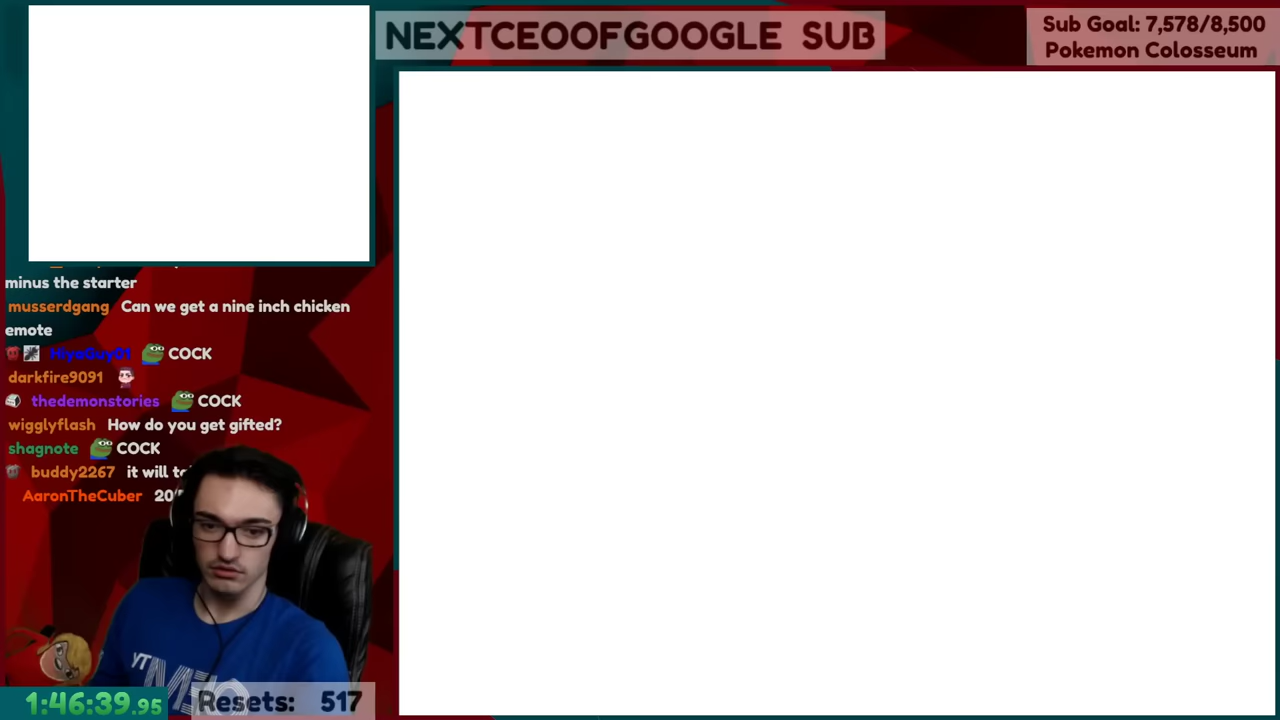 NEXTCEOOFGOOGLE SUB
Sub Goal: 7,578/8,500
Pokemon Colosseum
minus the starter
musserdgang Can we get a nine inch chicken
emote
HiyaGuy01 COCK
darkfire9091
thedemonstories COCK
wigglyflash How do you get gifted?
shagnote COCK
buddy2267 it will
AaronTheCuber
YT
1:46:39.95
Resets: 517